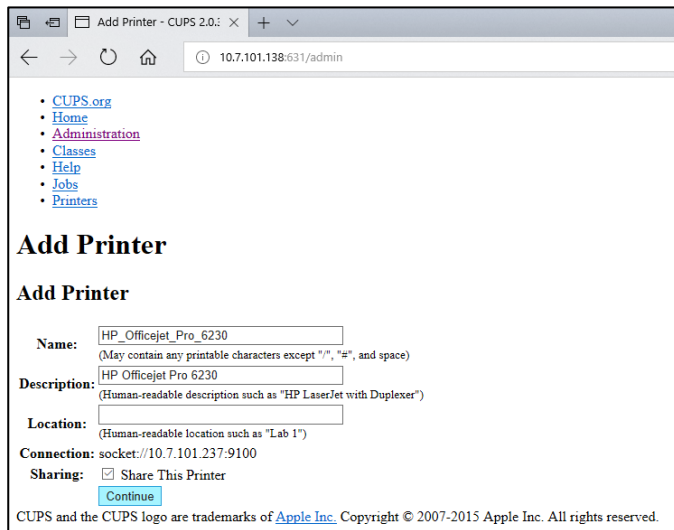 Add Printer - CUPS 2.0.:
10.7.101.138:631/admin
CUPS.org
Home
Administration
Classes
Help
Jobs
Printers
Add Printer
Add Printer
Name: HP_Officejet_Pro_6230
(May contain any printable characters except "/", "#", and space)
Description: HP Officejet Pro 6230
(Human-readable description such as "HP LaserJet with Duplexer")
Location:
(Human-readable location such as "Lab 1")
Connection: socket://10.7.101.237:9100
Sharing: Share This Printer
Continue
CUPS and the CUPS logo are trademarks of Apple Inc. Copyright © 2007-2015 Apple Inc. All rights reserved.